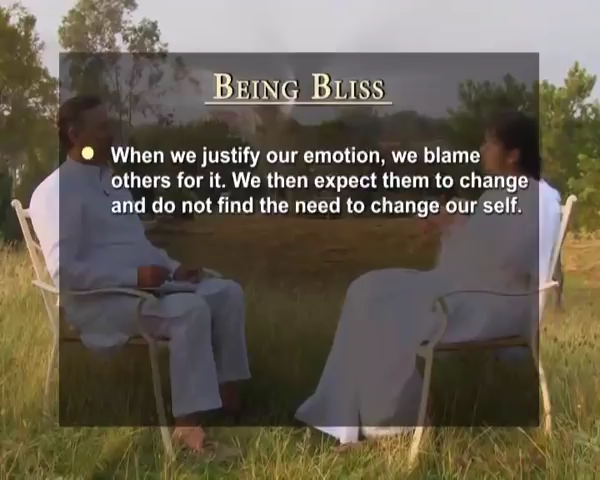 BEING BLISS
When we justify our emotion, we blame
others for it. We then expect them to change
and do not find the need to change our self.